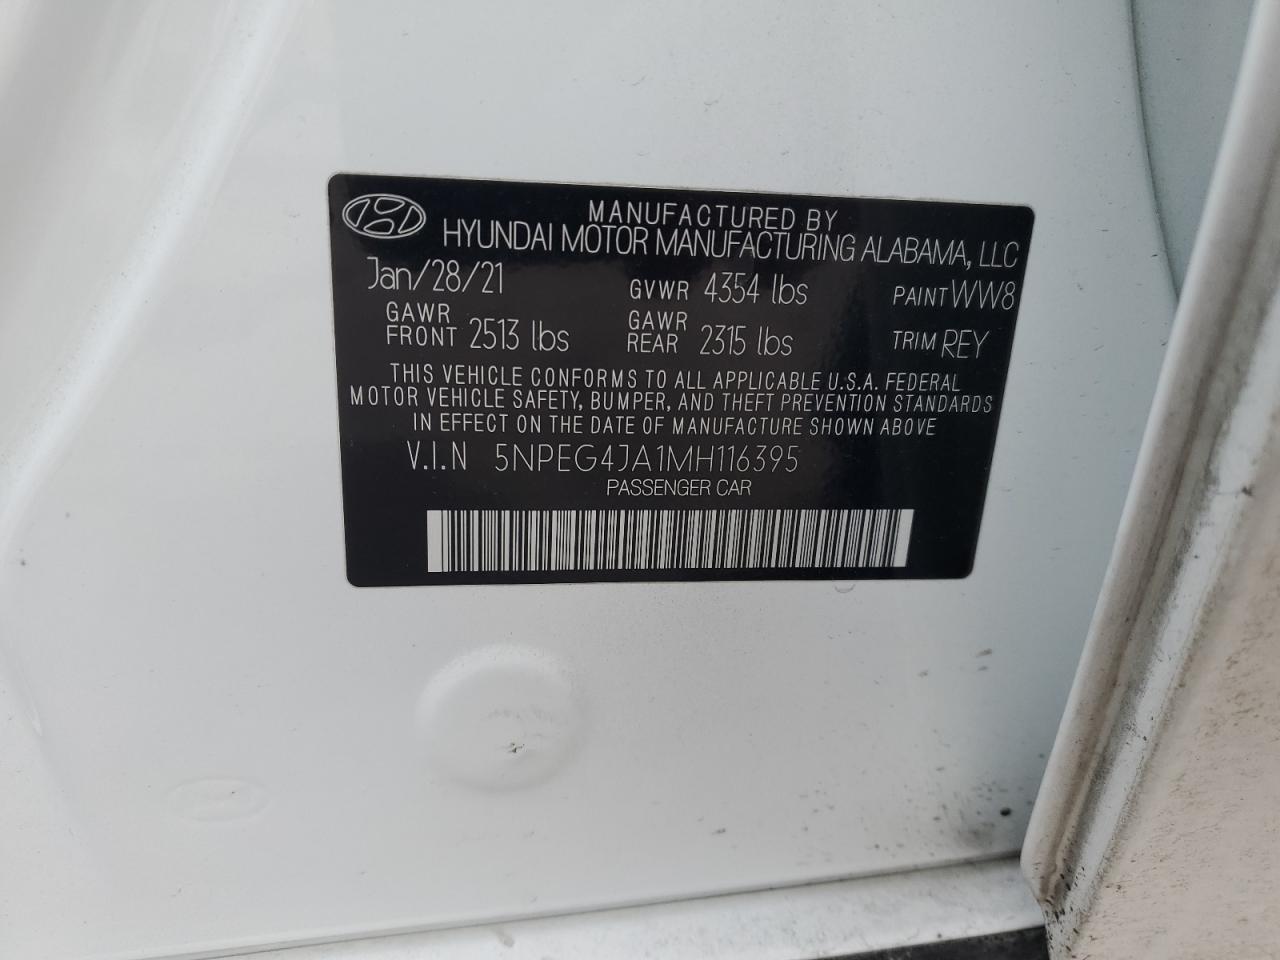 MANUFACTURED BY
HYUNDAI MOTOR MANUFACTURING ALABAMA, LLC
Jan/28/21 GVWR 4354 lbs PAINT WW8
GAWR FRONT 2513 lbs GAWR REAR 2315 lbs TRIM REY
THIS VEHICLE CONFORMS TO ALL APPLICABLE U.S.A. FEDERAL
MOTOR VEHICLE SAFETY, BUMPER, AND THEFT PREVENTION STANDARDS
IN EFFECT ON THE DATE OF MANUFACTURE SHOWN ABOVE
V.I.N 5NPEG4JA1MH116395
PASSENGER CAR